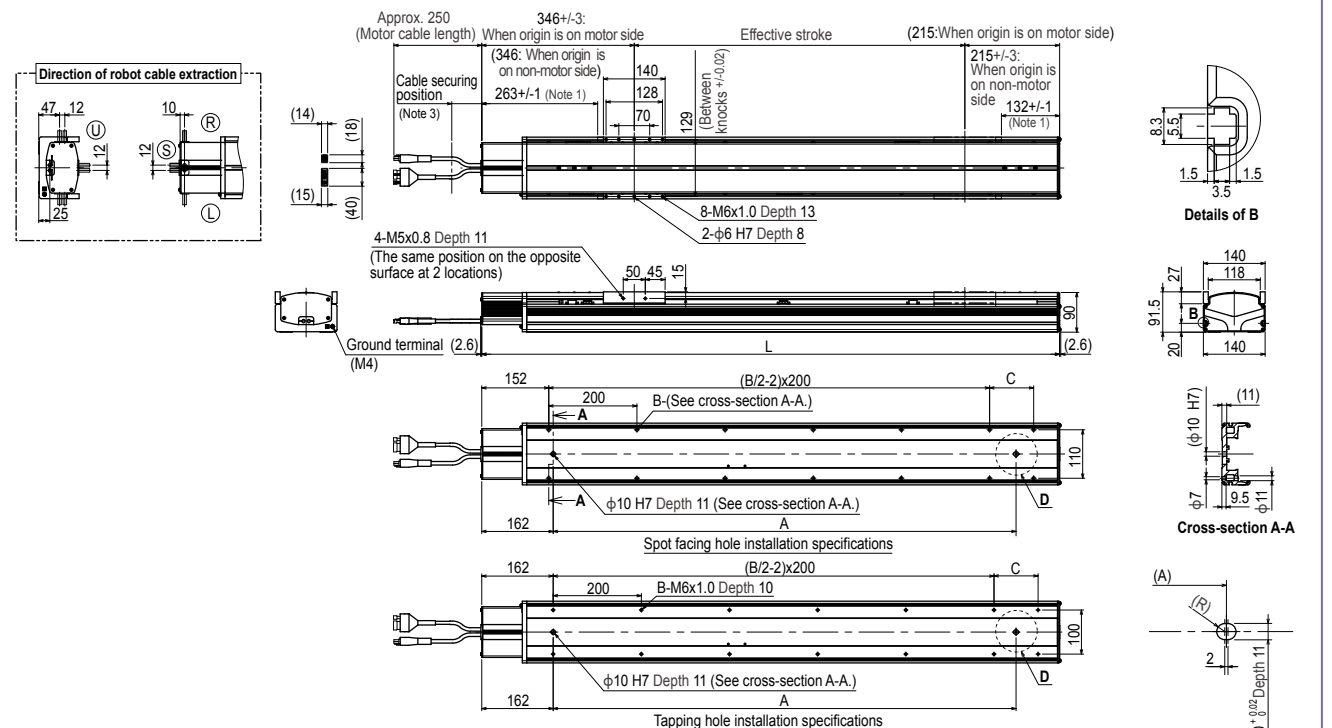 Approx. 250
(Motor cable length)
346+/-3:
When origin is on motor side
(346: When origin is
on non-motor side)
Effective stroke
(215:When origin is on motor side)
215+/-3:
When origin is
on non-motor
side
132+/-1
(Note 1)
Direction of robot cable extraction
47
12
U
12
25
10
R
S
12
L
Cable securing
position
(Note 3)
263+/-1 (Note 1)
140
128
70
129
(Between
knocks +/-0.02)
(14)
(18)
(15)
(40)
8-M6x1.0 Depth 13
2-φ6 H7 Depth 8
8.3
5.5
1.5
3.5
1.5
Details of B
4-M5x0.8 Depth 11
(The same position on the opposite
surface at 2 locations)
50
45
15
90
Ground terminal
(M4)
(2.6)
L
(2.6)
140
118
27
91.5
B
20
140
152
(B/2-2)x200
C
200
B-(See cross-section A-A.)
A
110
A
φ10 H7 Depth 11 (See cross-section A-A.)
D
162
A
Spot facing hole installation specifications
(11)
(φ10 H7)
φ7
9.5
φ11
Cross-section A-A
162
(B/2-2)x200
C
200
B-M6x1.0 Depth 10
100
φ10 H7 Depth 11 (See cross-section A-A.)
D
162
A
Tapping hole installation specifications
(A)
(R)
2
+ 0.02
0
Depth 11